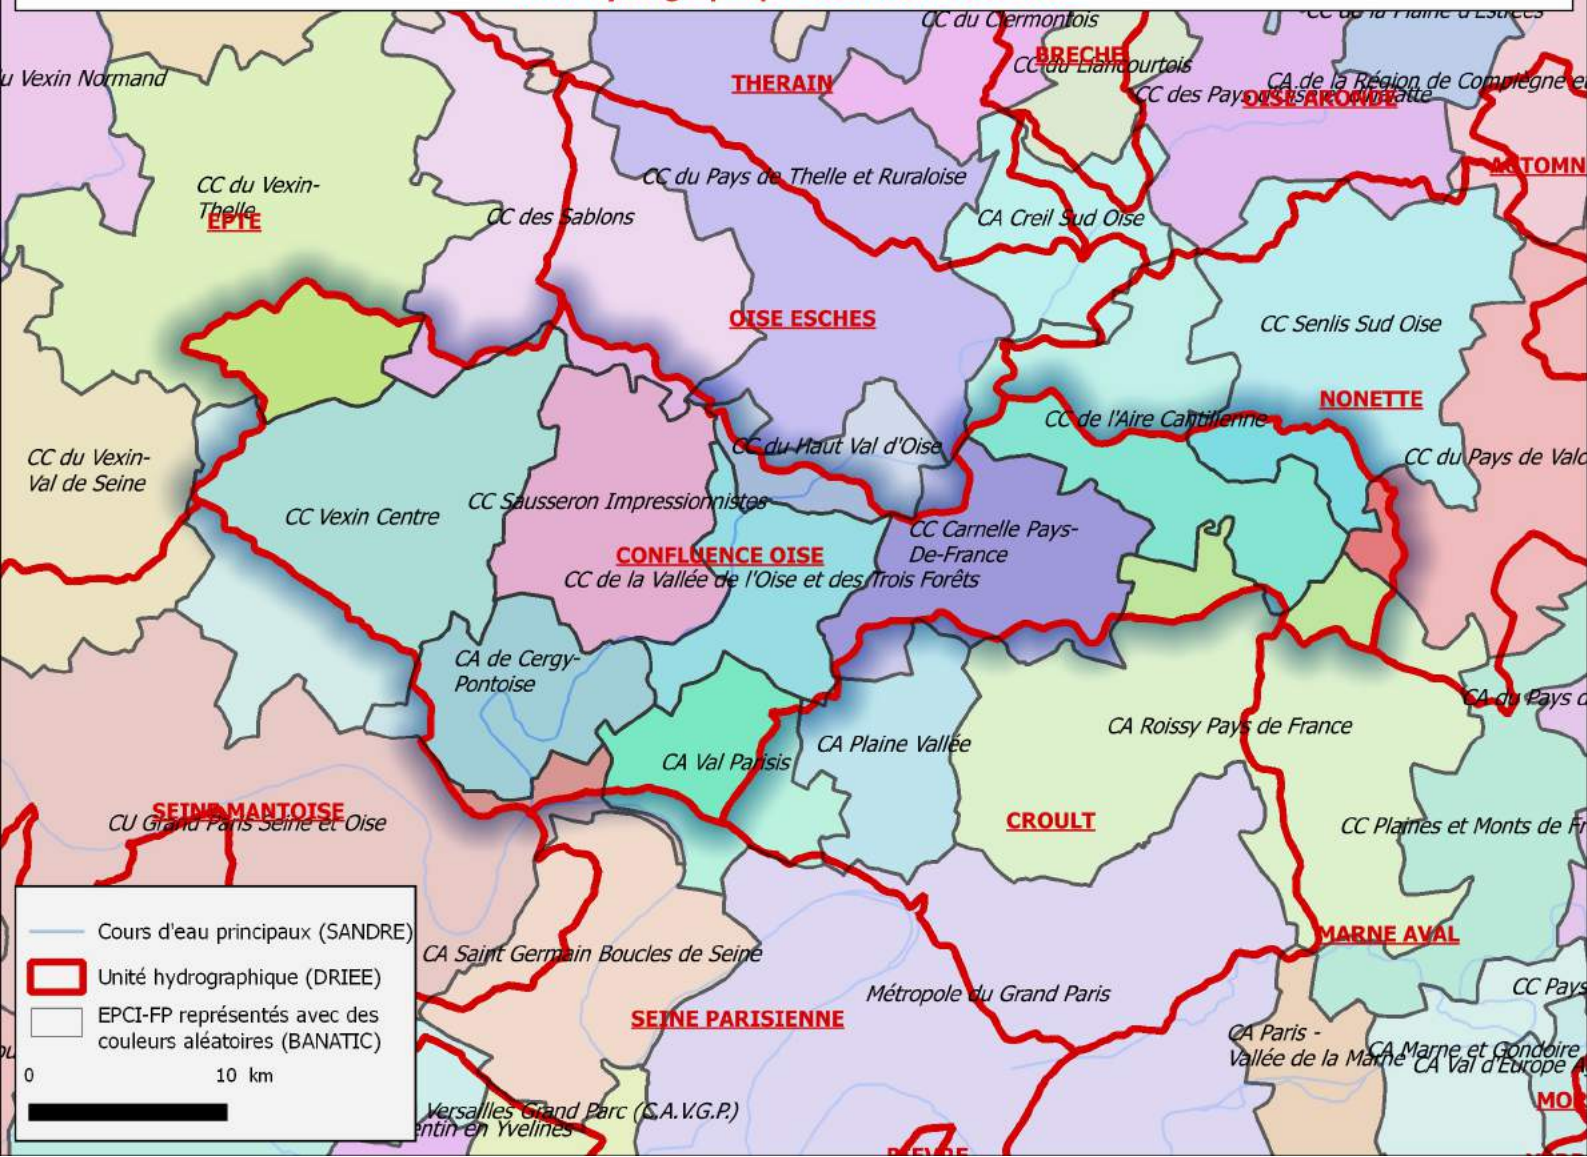 CC du Clermontois
BRECHE
CC du Liancourtois
u Vexin Normand
THERAIN
CA de la Région de Compiègne et
CC des Pays d'Oise et d'Halatte
OISE ARONDE
AUTOMN
CC du Vexin-
Thelle
EPTE
CC des Sablons
CC du Pays de Thelle et Ruraloise
CA Creil Sud Oise
OISE ESCHES
CC Senlis Sud Oise
NONETTE
CC de l'Aire Cantilienne
CC du Haut Val d'Oise
CC du Pays de Valo
CC du Vexin-
Val de Seine
CC Vexin Centre
CC Sausseron Impressionnistes
CC Carnelle Pays-
De-France
CONFLUENCE OISE
CC de la Vallée de l'Oise et des Trois Forêts
CA de Cergy-
Pontoise
CA du Pays d
CA Roissy Pays de France
CA Plaine Vallée
CA Val Parisis
SEINE MANTOISE
CU Grand Paris Seine et Oise
CROULT
CC Plaines et Monts de Fr
MARNE AVAL
CA Saint Germain Boucles de Seine
Métropole du Grand Paris
CC Pays
SEINE PARISIENNE
CA Paris -
Vallée de la Marne
CA Marne et Gondoire
CA Val d'Europe A
MOR
Versailles Grand Parc (C.A.V.G.P.)
entin en Yvelines
BIEVRE
Cours d'eau principaux (SANDRE)
Unité hydrographique (DRIEE)
EPCI-FP représentés avec des
couleurs aléatoires (BANATIC)
0 10 km